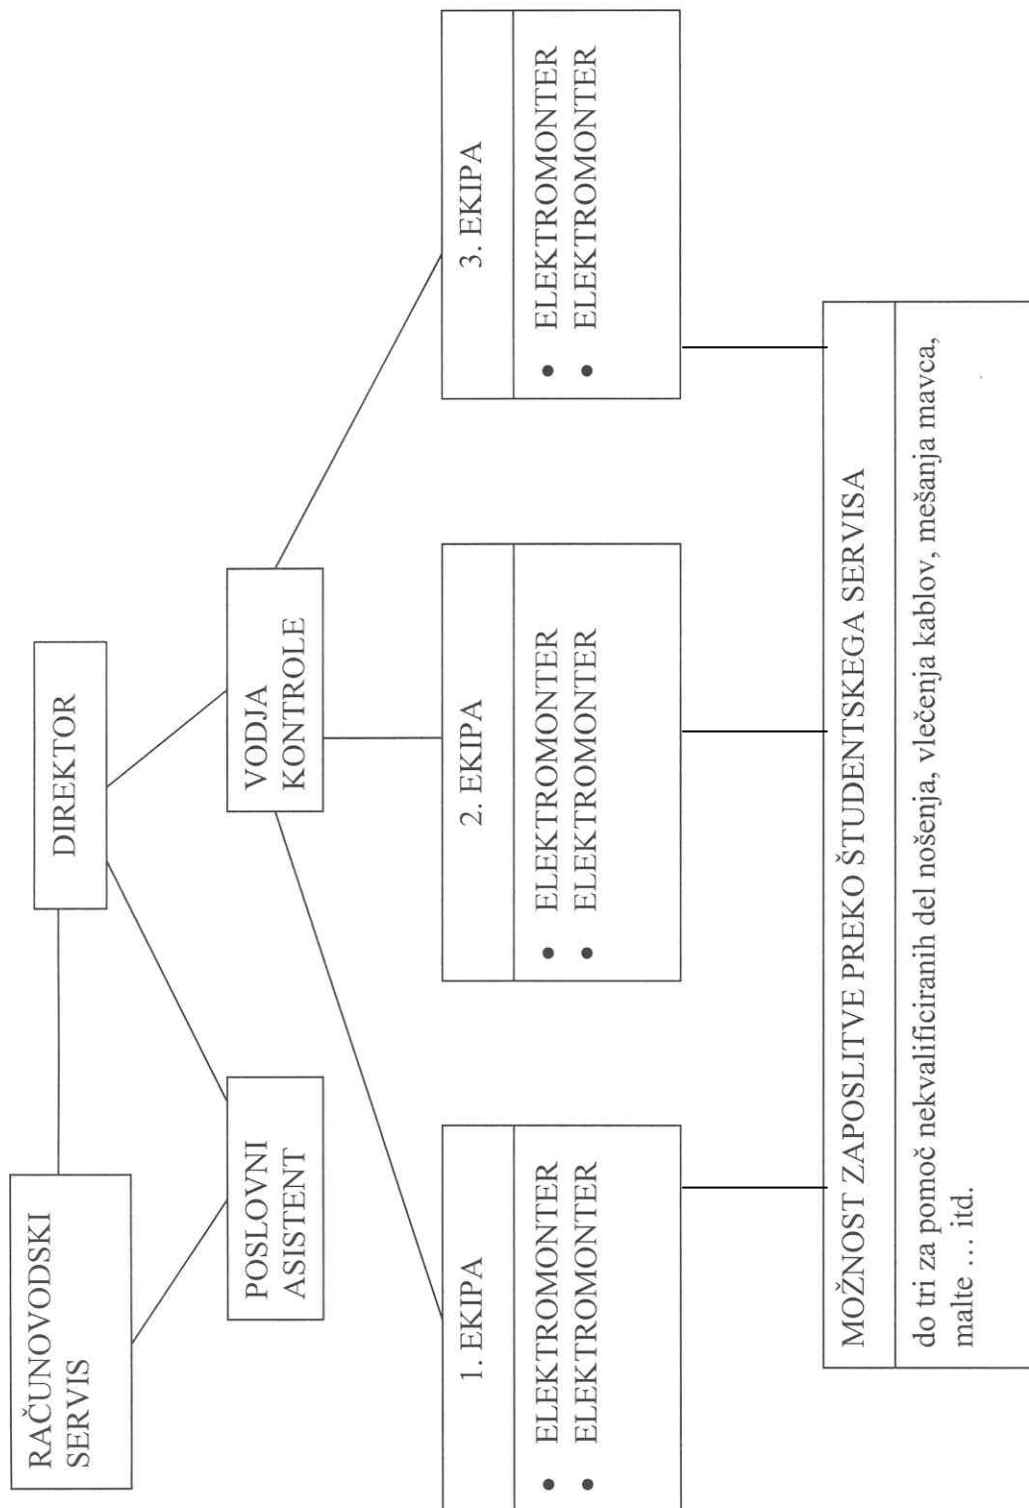 RAČUNOVODSKI
SERVIS
DIREKTOR
POSLOVNI
ASISTENT
VODJA
KONTROLE
1. EKIPA
• ELEKTROMONTER
• ELEKTROMONTER
2. EKIPA
• ELEKTROMONTER
• ELEKTROMONTER
3. EKIPA
• ELEKTROMONTER
• ELEKTROMONTER
MOŽNOST ZAPOSLITVE PREKO ŠTUDENTSKEGA SERVISA
do tri za pomoč nekvalificiranih del nošenja, vlečenja kablov, mešanja mavca,
malte … itd.